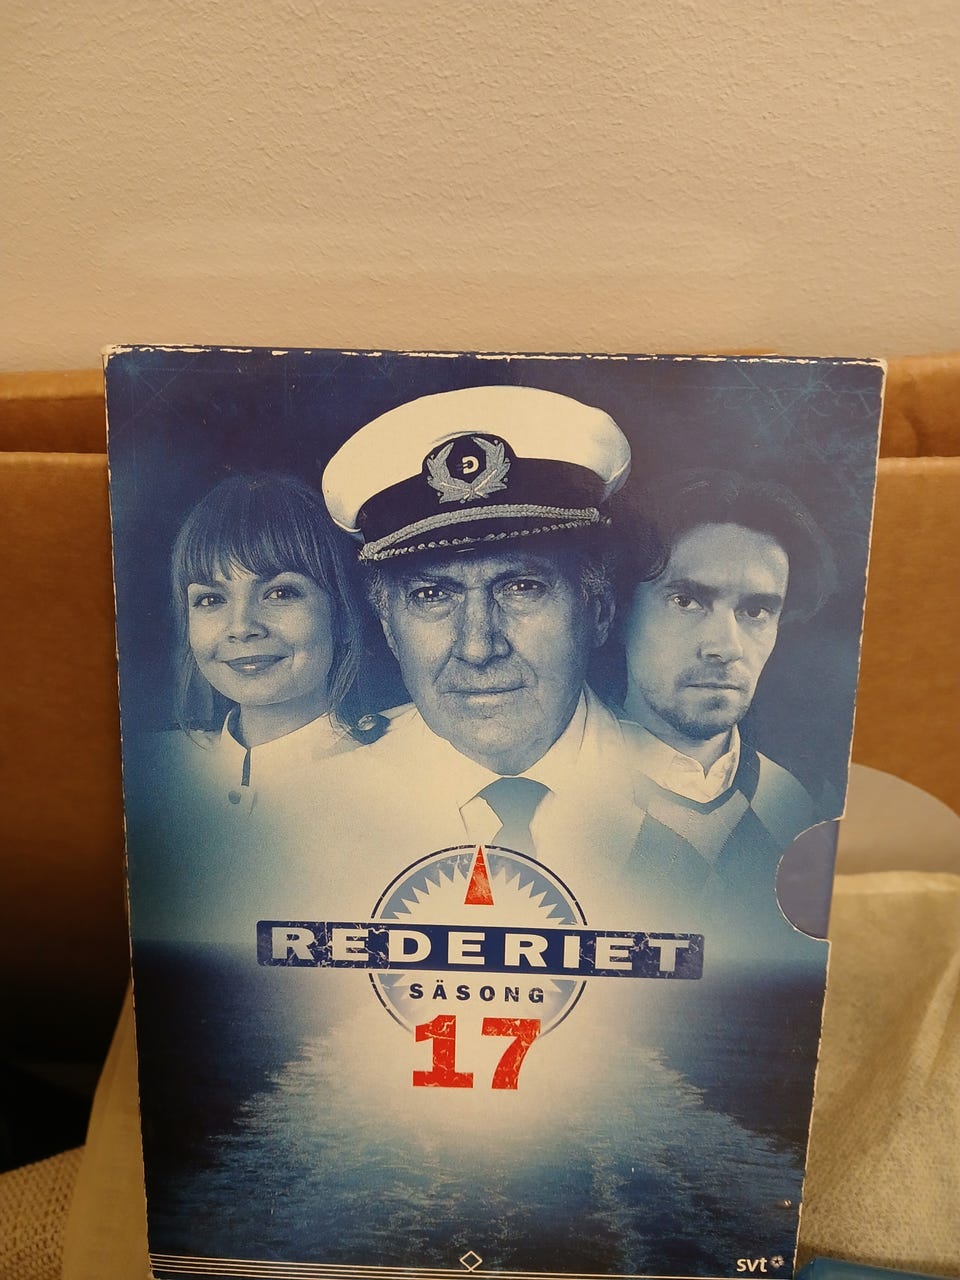 D
REDERIET
SÄSONG
17
svt